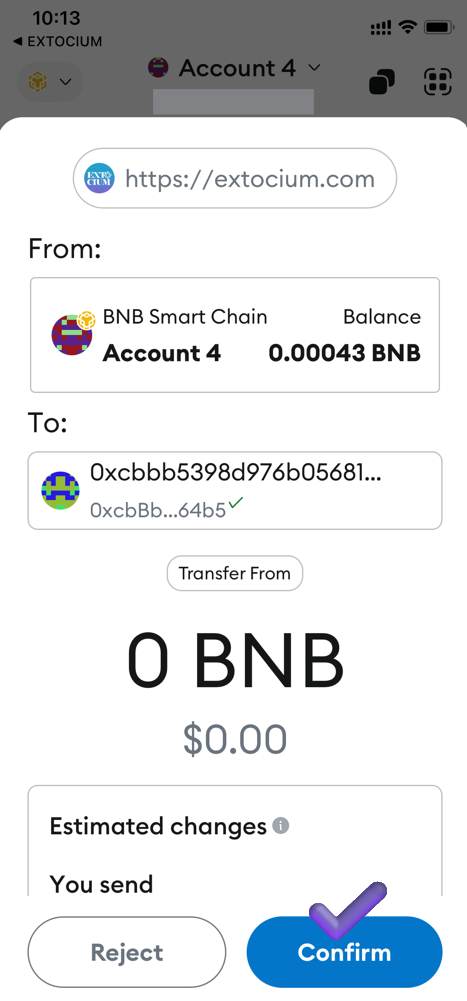 10:13
EXTOCIUM
Account 4
EXTO
CIUM
https://extocium.com
From:
BNB Smart Chain
Balance
Account 4
0.00043 BNB
To:
0xcbbb5398d976b05681...
0xcbBb...64b5
Transfer From
0 BNB
$0.00
Estimated changes
i
You send
Reject
Confirm